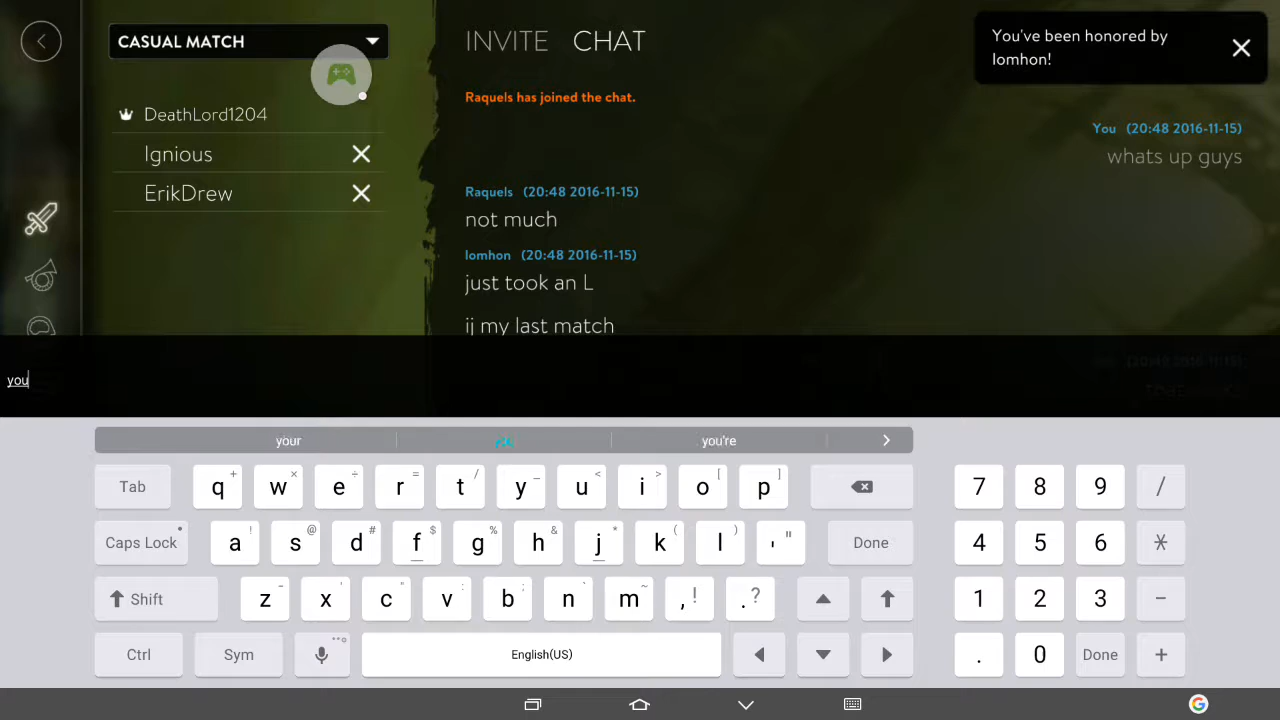 CASUAL MATCH
DeathLord1204
Ignious
ErikDrew
INVITE CHAT
Raquels has joined the chat.
You (20:48 2016-11-15)
whats up guys
Raquels (20:48 2016-11-15)
not much
lomhon (20:48 2016-11-15)
just took an L
ij my last match
You've been honored by
lomhon!
you
your you're
Tab q + w × e ÷ r = t / y _ u < i > o [ p ]
7 8 9 /
Caps Lock a ! s @ d # f $ g % h & j * k ( l ) ' " Done
4 5 6 *
Shift z - x ' c " v : b ; n ` m ~ , ! . ?
1 2 3 -
Ctrl Sym English(US)
. 0 Done +
G